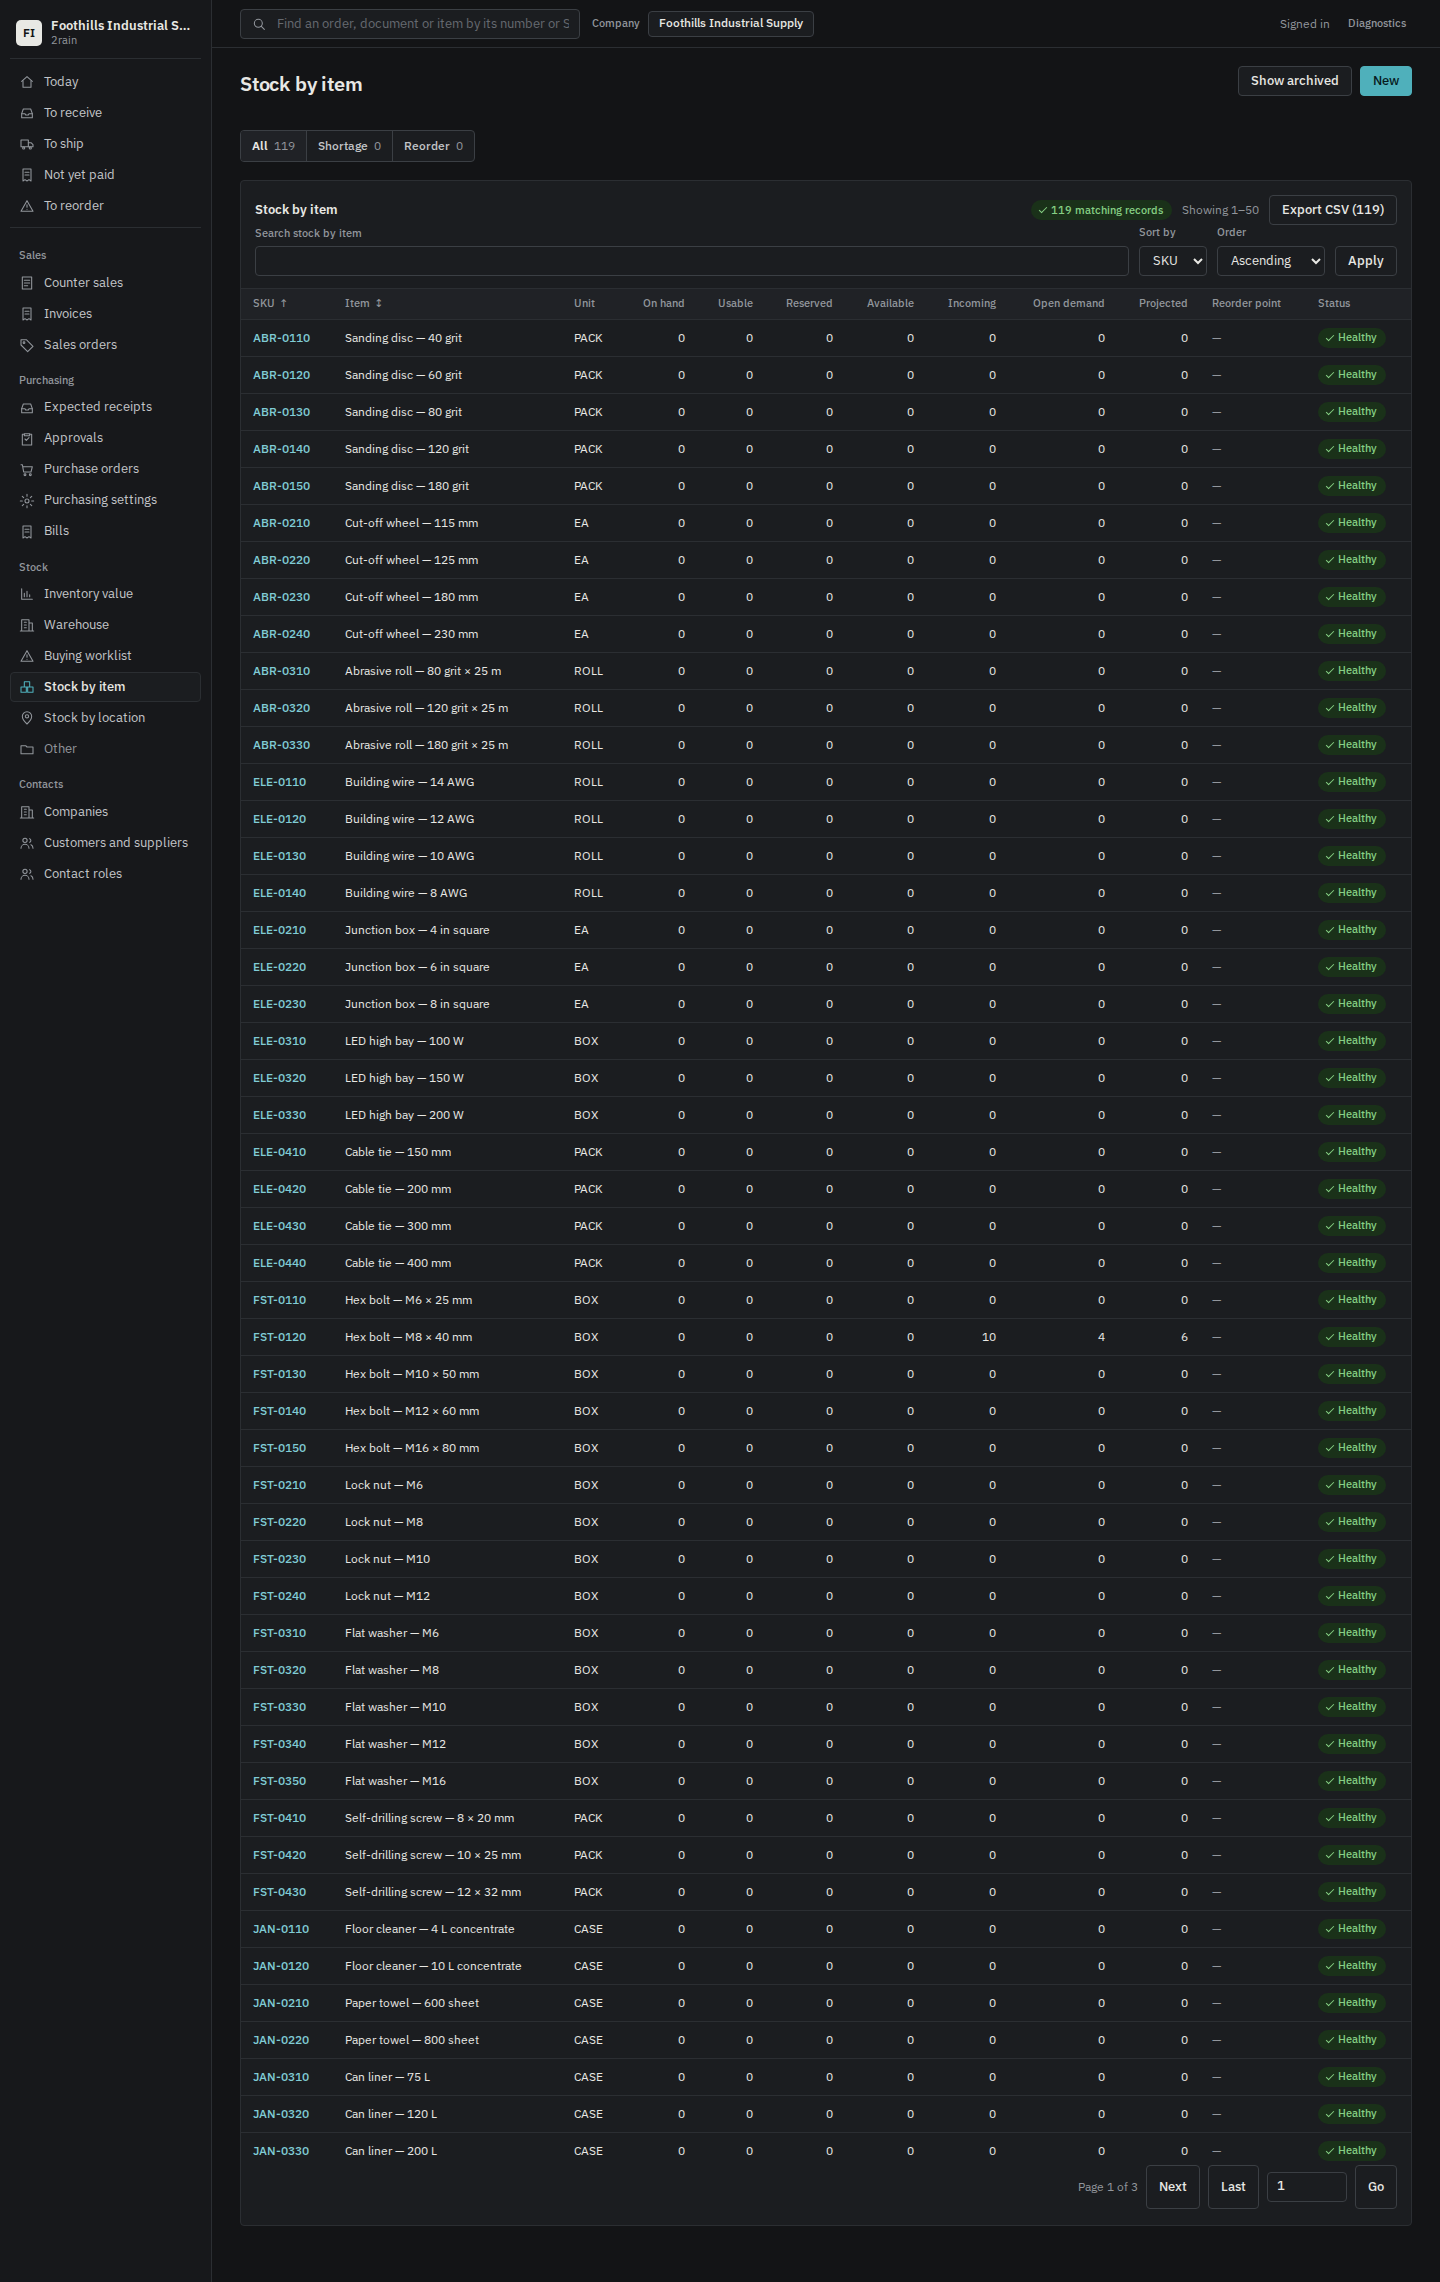 FI
Foothills Industrial S...
2rain
Find an order, document or item by its number or S
Company
Foothills Industrial Supply
Signed in
Diagnostics
Today
To receive
To ship
Not yet paid
To reorder
Sales
Counter sales
Invoices
Sales orders
Purchasing
Expected receipts
Approvals
Purchase orders
Purchasing settings
Bills
Stock
Inventory value
Warehouse
Buying worklist
Stock by item
Stock by location
Other
Contacts
Companies
Customers and suppliers
Contact roles
Stock by item
Show archived
New
All 119
Shortage 0
Reorder 0
Stock by item
119 matching records
Showing 1–50
Export CSV (119)
Search stock by item
Sort by
Order
SKU
Ascending
Apply
SKU ↑ Item ↕ Unit On hand Usable Reserved Available Incoming Open demand Projected Reorder point Status
ABR-0110 Sanding disc — 40 grit PACK 0 0 0 0 0 0 0 — Healthy
ABR-0120 Sanding disc — 60 grit PACK 0 0 0 0 0 0 0 — Healthy
ABR-0130 Sanding disc — 80 grit PACK 0 0 0 0 0 0 0 — Healthy
ABR-0140 Sanding disc — 120 grit PACK 0 0 0 0 0 0 0 — Healthy
ABR-0150 Sanding disc — 180 grit PACK 0 0 0 0 0 0 0 — Healthy
ABR-0210 Cut-off wheel — 115 mm EA 0 0 0 0 0 0 0 — Healthy
ABR-0220 Cut-off wheel — 125 mm EA 0 0 0 0 0 0 0 — Healthy
ABR-0230 Cut-off wheel — 180 mm EA 0 0 0 0 0 0 0 — Healthy
ABR-0240 Cut-off wheel — 230 mm EA 0 0 0 0 0 0 0 — Healthy
ABR-0310 Abrasive roll — 80 grit × 25 m ROLL 0 0 0 0 0 0 0 — Healthy
ABR-0320 Abrasive roll — 120 grit × 25 m ROLL 0 0 0 0 0 0 0 — Healthy
ABR-0330 Abrasive roll — 180 grit × 25 m ROLL 0 0 0 0 0 0 0 — Healthy
ELE-0110 Building wire — 14 AWG ROLL 0 0 0 0 0 0 0 — Healthy
ELE-0120 Building wire — 12 AWG ROLL 0 0 0 0 0 0 0 — Healthy
ELE-0130 Building wire — 10 AWG ROLL 0 0 0 0 0 0 0 — Healthy
ELE-0140 Building wire — 8 AWG ROLL 0 0 0 0 0 0 0 — Healthy
ELE-0210 Junction box — 4 in square EA 0 0 0 0 0 0 0 — Healthy
ELE-0220 Junction box — 6 in square EA 0 0 0 0 0 0 0 — Healthy
ELE-0230 Junction box — 8 in square EA 0 0 0 0 0 0 0 — Healthy
ELE-0310 LED high bay — 100 W BOX 0 0 0 0 0 0 0 — Healthy
ELE-0320 LED high bay — 150 W BOX 0 0 0 0 0 0 0 — Healthy
ELE-0330 LED high bay — 200 W BOX 0 0 0 0 0 0 0 — Healthy
ELE-0410 Cable tie — 150 mm PACK 0 0 0 0 0 0 0 — Healthy
ELE-0420 Cable tie — 200 mm PACK 0 0 0 0 0 0 0 — Healthy
ELE-0430 Cable tie — 300 mm PACK 0 0 0 0 0 0 0 — Healthy
ELE-0440 Cable tie — 400 mm PACK 0 0 0 0 0 0 0 — Healthy
FST-0110 Hex bolt — M6 × 25 mm BOX 0 0 0 0 0 0 0 — Healthy
FST-0120 Hex bolt — M8 × 40 mm BOX 0 0 0 0 10 4 6 — Healthy
FST-0130 Hex bolt — M10 × 50 mm BOX 0 0 0 0 0 0 0 — Healthy
FST-0140 Hex bolt — M12 × 60 mm BOX 0 0 0 0 0 0 0 — Healthy
FST-0150 Hex bolt — M16 × 80 mm BOX 0 0 0 0 0 0 0 — Healthy
FST-0210 Lock nut — M6 BOX 0 0 0 0 0 0 0 — Healthy
FST-0220 Lock nut — M8 BOX 0 0 0 0 0 0 0 — Healthy
FST-0230 Lock nut — M10 BOX 0 0 0 0 0 0 0 — Healthy
FST-0240 Lock nut — M12 BOX 0 0 0 0 0 0 0 — Healthy
FST-0310 Flat washer — M6 BOX 0 0 0 0 0 0 0 — Healthy
FST-0320 Flat washer — M8 BOX 0 0 0 0 0 0 0 — Healthy
FST-0330 Flat washer — M10 BOX 0 0 0 0 0 0 0 — Healthy
FST-0340 Flat washer — M12 BOX 0 0 0 0 0 0 0 — Healthy
FST-0350 Flat washer — M16 BOX 0 0 0 0 0 0 0 — Healthy
FST-0410 Self-drilling screw — 8 × 20 mm PACK 0 0 0 0 0 0 0 — Healthy
FST-0420 Self-drilling screw — 10 × 25 mm PACK 0 0 0 0 0 0 0 — Healthy
FST-0430 Self-drilling screw — 12 × 32 mm PACK 0 0 0 0 0 0 0 — Healthy
JAN-0110 Floor cleaner — 4 L concentrate CASE 0 0 0 0 0 0 0 — Healthy
JAN-0120 Floor cleaner — 10 L concentrate CASE 0 0 0 0 0 0 0 — Healthy
JAN-0210 Paper towel — 600 sheet CASE 0 0 0 0 0 0 0 — Healthy
JAN-0220 Paper towel — 800 sheet CASE 0 0 0 0 0 0 0 — Healthy
JAN-0310 Can liner — 75 L CASE 0 0 0 0 0 0 0 — Healthy
JAN-0320 Can liner — 120 L CASE 0 0 0 0 0 0 0 — Healthy
JAN-0330 Can liner — 200 L CASE 0 0 0 0 0 0 0 — Healthy
Page 1 of 3
Next
Last
1
Go